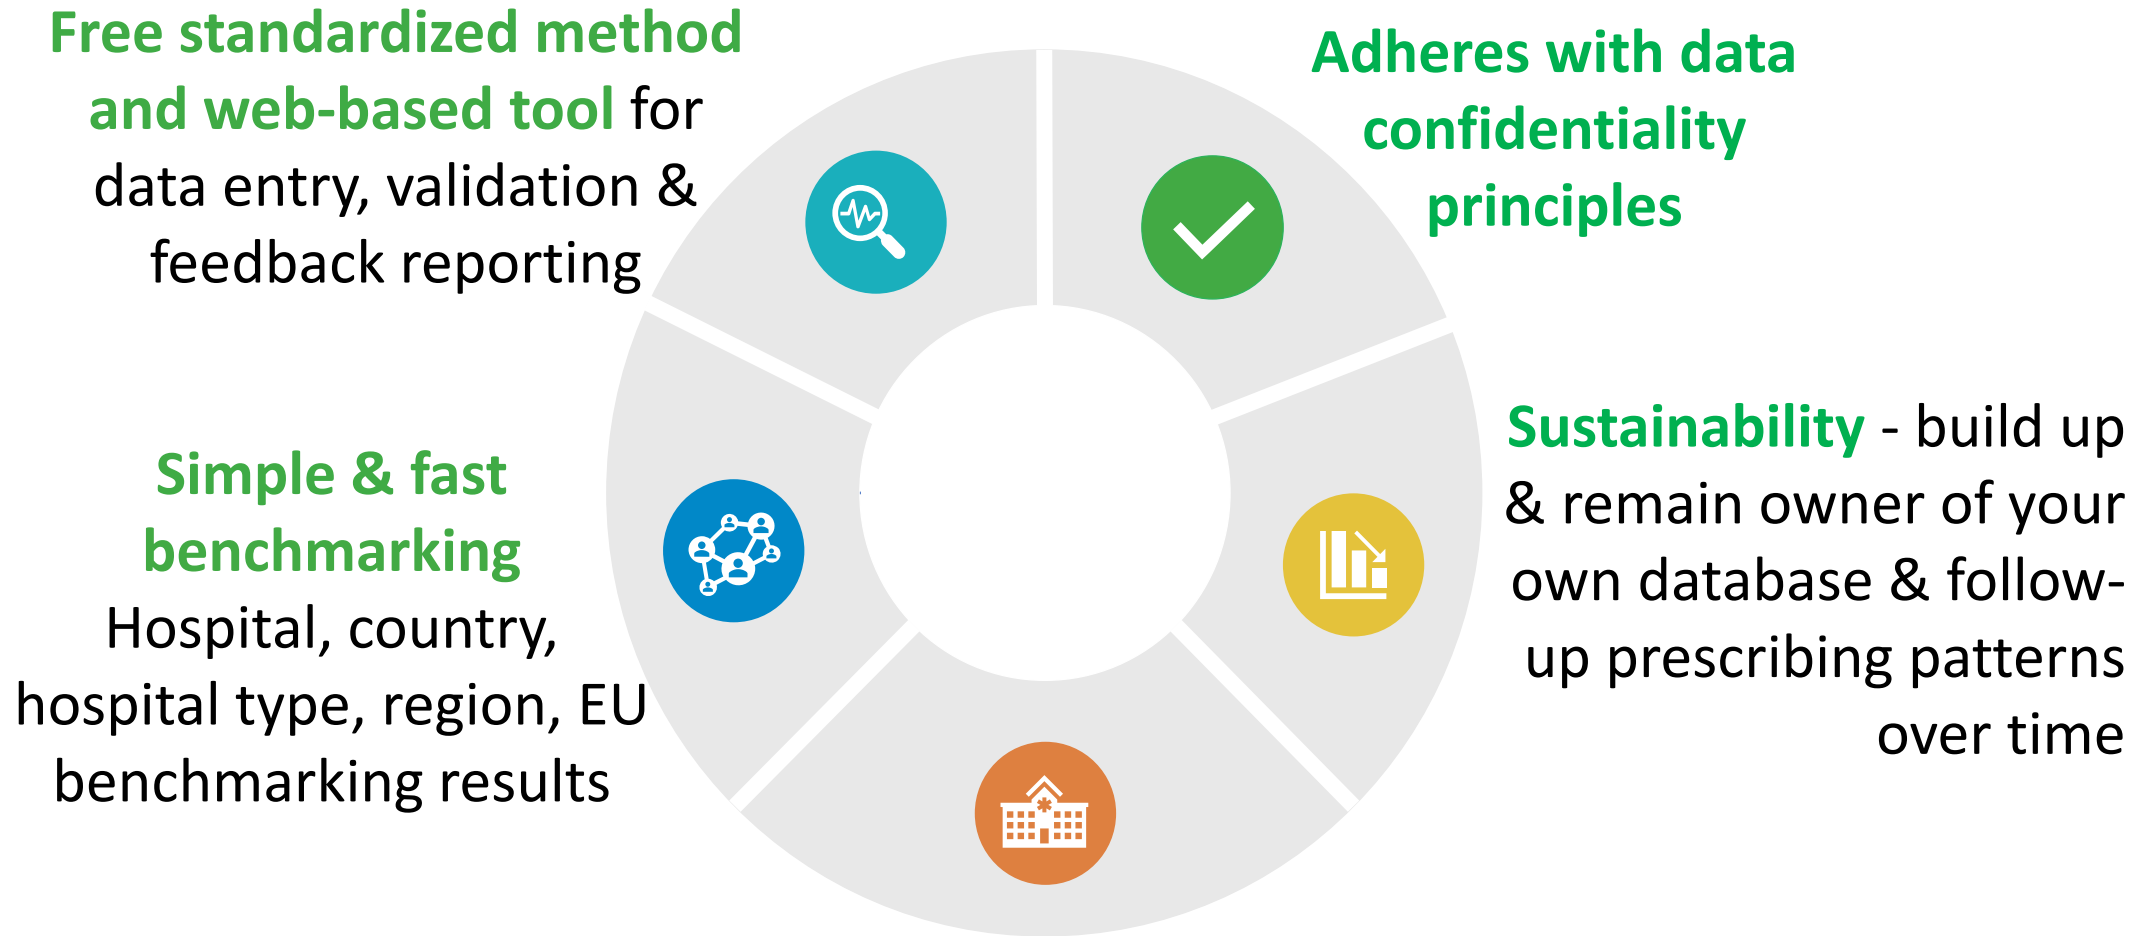 Free standardized method
and web-based tool for
data entry, validation &
feedback reporting
Adheres with data
confidentiality
principles
Simple & fast
benchmarking
Hospital, country,
hospital type, region, EU
benchmarking results
Sustainability - build up
& remain owner of your
own database & follow-
up prescribing patterns
over time